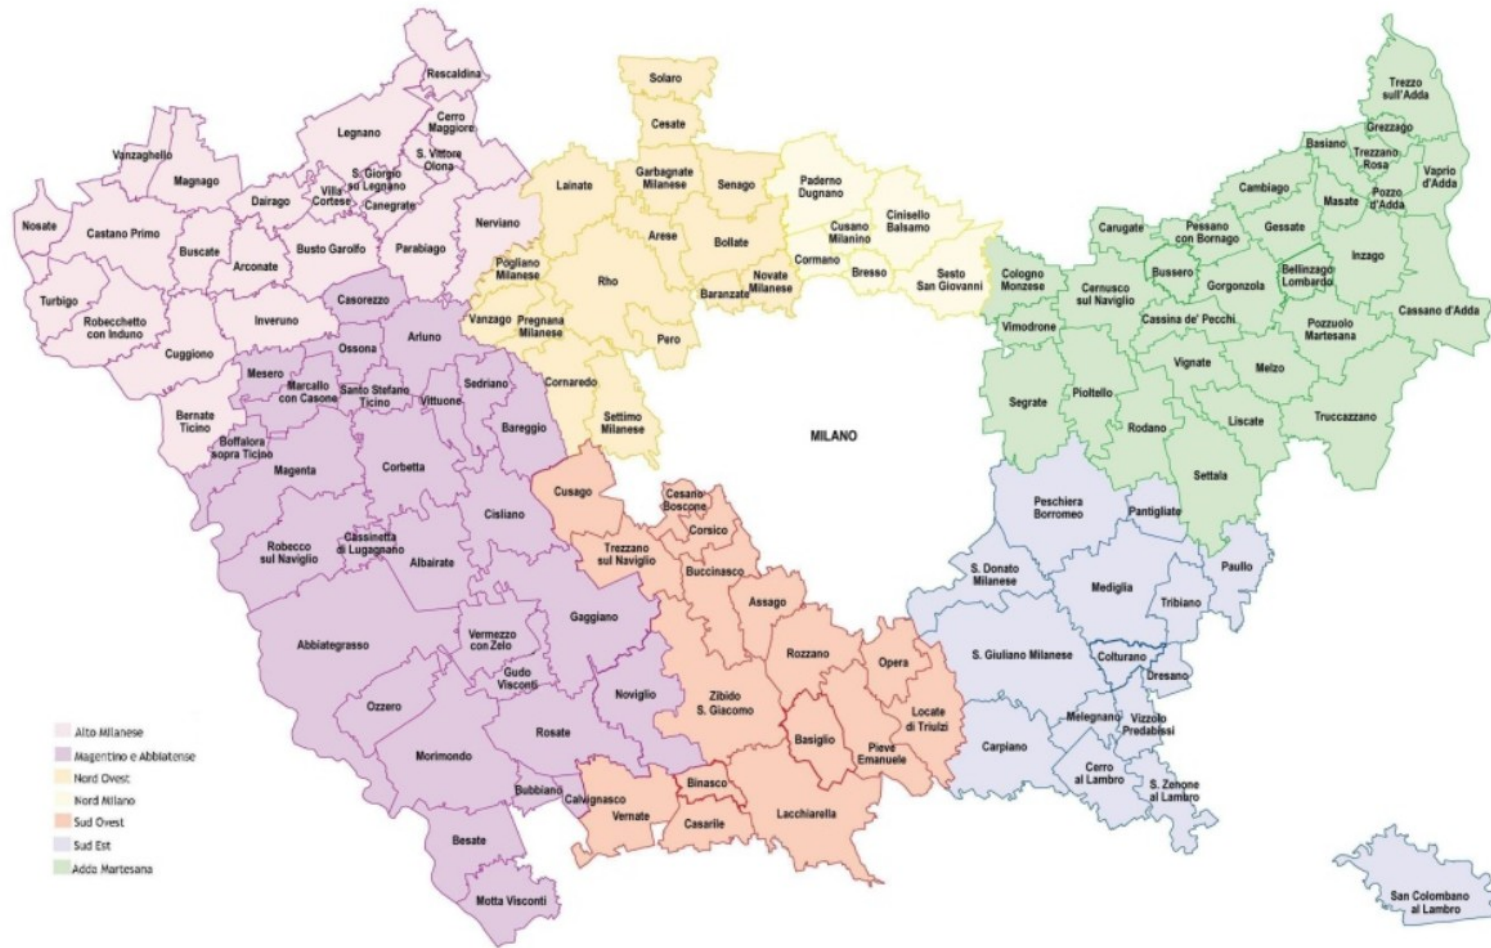 Rescaldina
Legnano
Cerro
Maggiore
S. Vittore
Olona
Vanzaghello
Magnago
S. Giorgio
su Legnano
Villa
Cortese
Canegrate
Dairago
Nosate
Castano Primo
Buscate
Arconate
Busto Garolfo
Parabiago
Nerviano
Turbigo
Robecchetto
con Induno
Inveruno
Cuggiono
Bernate
Ticino
Solaro
Cesate
Lainate
Garbagnate
Milanese
Senago
Arese
Bollate
Pogliano
Milanese
Rho
Baranzate
Novate
Milanese
Vanzago
Pregnana
Milanese
Pero
Cornaredo
Settimo
Milanese
Paderno
Dugnano
Cinisello
Balsamo
Cusano
Milanino
Cormano
Bresso
Sesto
San Giovanni
Trezzo
sull'Adda
Grezzago
Basiano
Trezzano
Rosa
Vaprio
d'Adda
Pozzo
d'Adda
Cambiago
Masate
Carugate
Pessano
con Bornago
Gessate
Inzago
Cologno
Monzese
Cernusco
sul Naviglio
Bussero
Gorgonzola
Bellinzago
Lombardo
Cassano d'Adda
Vimodrone
Cassina de' Pecchi
Pozzuolo
Martesana
Vignate
Melzo
Segrate
Pioltello
Rodano
Liscate
Truccazzano
Settala
MILANO
Casorezzo
Arluno
Ossona
Mesero
Marcallo
con Casone
Santo Stefano
Ticino
Vittuone
Sedriano
Bareggio
Boffalora
sopra Ticino
Magenta
Corbetta
Cisliano
Robecco
sul Naviglio
Cassinetta
di Lugagnano
Albairate
Abbiategrasso
Vermezzo
con Zelo
Gaggiano
Gudo
Visconti
Noviglio
Ozzero
Rosate
Morimondo
Bubbiano
Calvignasco
Besate
Motta Visconti
Cusago
Cesano
Boscone
Corsico
Trezzano
sul Naviglio
Buccinasco
Assago
Rozzano
Opera
Zibido
S. Giacomo
Locate
di Triulzi
Basiglio
Pieve
Emanuele
Binasco
Vernate
Casarile
Lacchiarella
Peschiera
Borromeo
Pantigliate
S. Donato
Milanese
Mediglia
Paullo
Tribiano
S. Giuliano Milanese
Colturano
Dresano
Melegnano
Vizzolo
Predabissi
Carpiano
Cerro
al Lambro
S. Zenone
al Lambro
San Colombano
al Lambro
Alto Milanese
Magentino e Abbiatense
Nord Ovest
Nord Milano
Sud Ovest
Sud Est
Adda Martesana